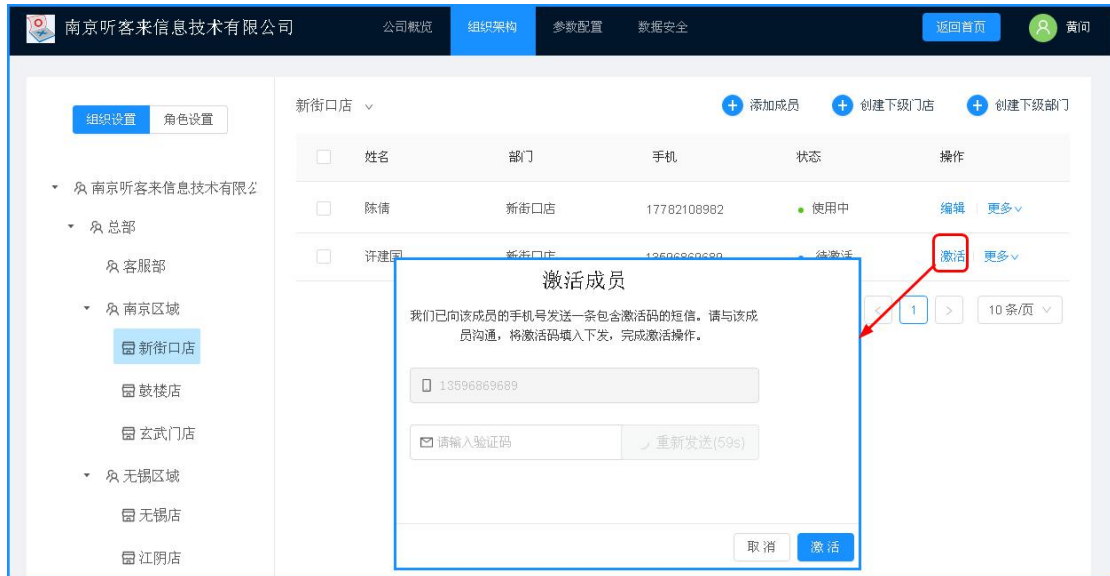 南京听客来信息技术有限公司 公司概览 组织架构 参数配置 数据安全 返回首页 黄问
组织设置 角色设置
新街口店 添加成员 创建下级门店 创建下级部门
姓名 部门 手机 状态 操作
陈倩 新街口店 17782108982 使用中 编辑 更多
许建国 新街口店 13596869689 待激活 激活 更多
1 10条/页
南京听客来信息技术有限公
总部
客服部
南京区域
新街口店
鼓楼店
玄武门店
无锡区域
无锡店
江阴店
激活成员
我们已向该成员的手机号发送一条包含激活码的短信。请与该成
员沟通，将激活码填入下发，完成激活操作。
13596869689
请输入验证码 重新发送(59s)
取消 激活